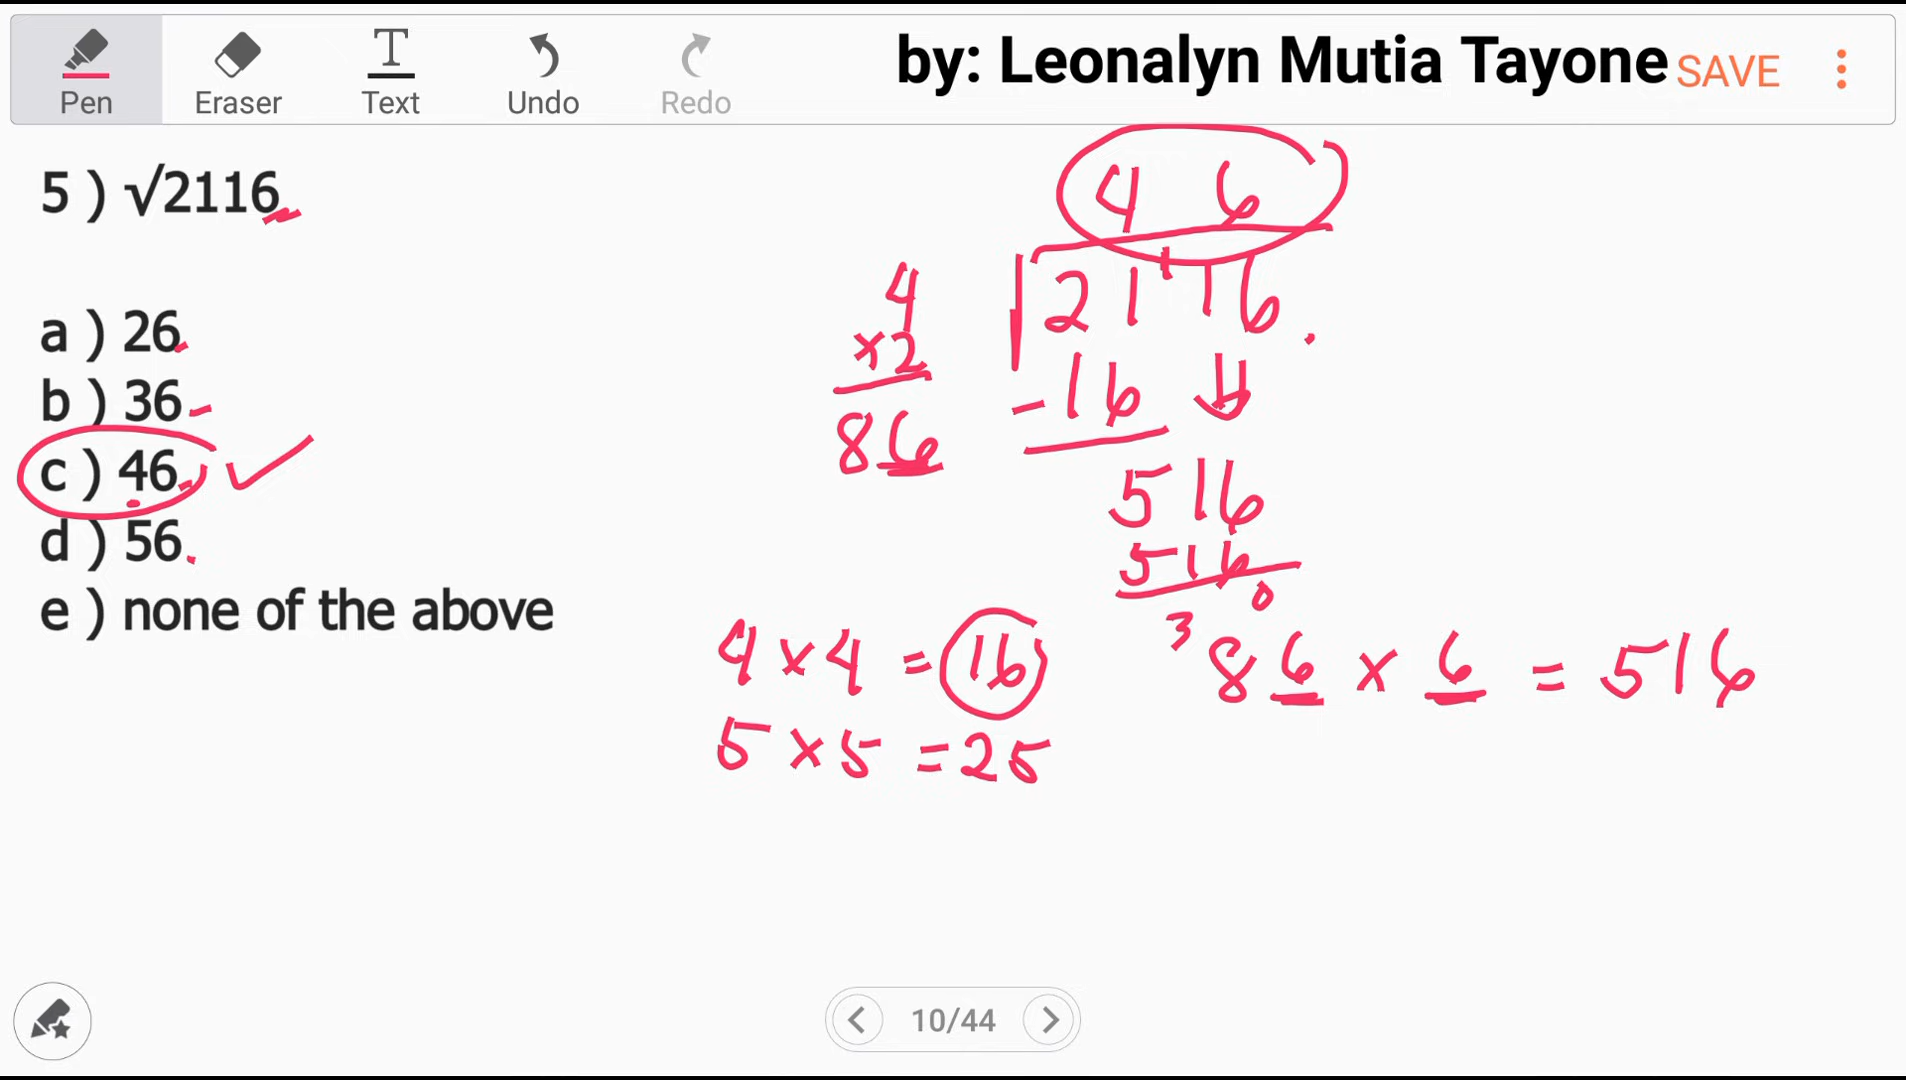 by: Leonalyn Mutia Tayone
SAVE
Pen
Eraser
Text
Undo
Redo
5 ) √2116
a ) 26
b ) 36
c ) 46
d ) 56
e ) none of the above
4 6
2116
4
×2
86
-16
516
516
0
4 × 4 = 16
5 × 5 = 25
3
86 × 6 = 516
10/44